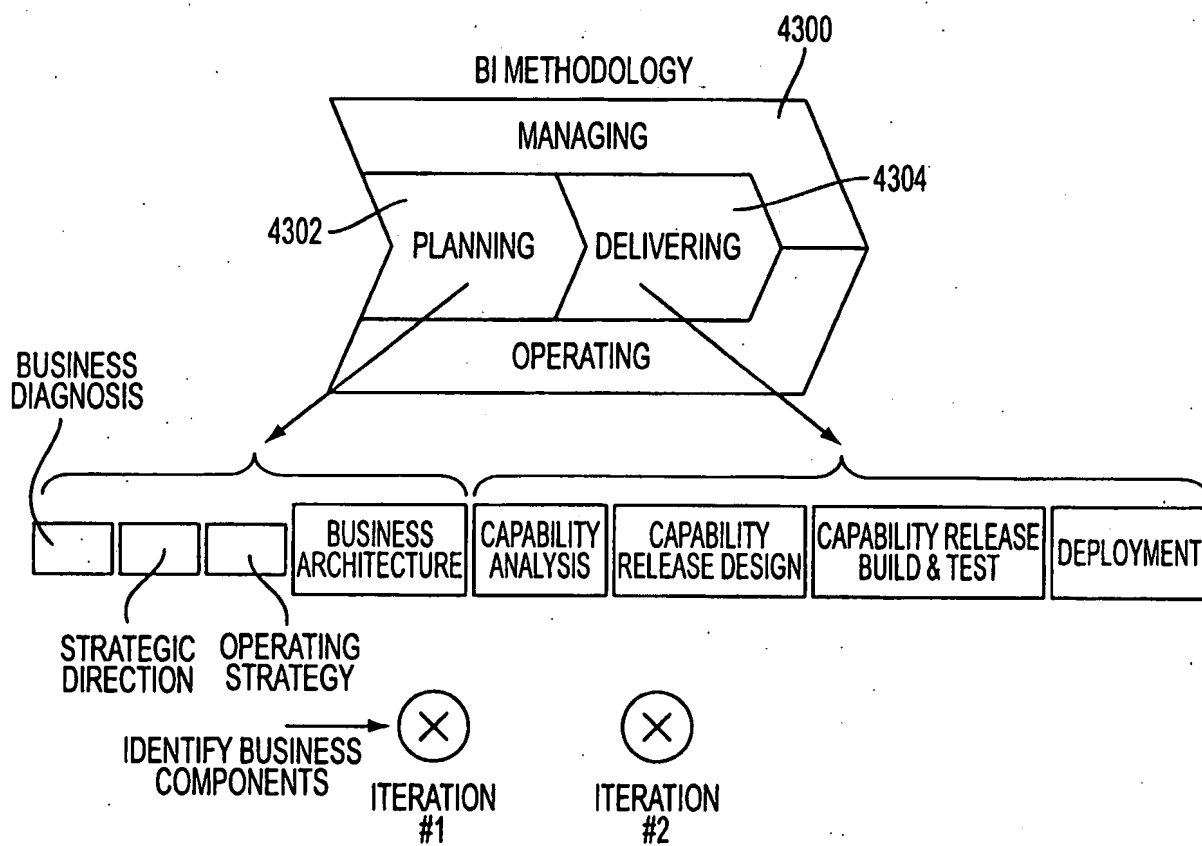 4300
BI METHODOLOGY
MANAGING
4304
4302
PLANNING
DELIVERING
OPERATING
BUSINESS
DIAGNOSIS
BUSINESS
ARCHITECTURE
CAPABILITY
ANALYSIS
CAPABILITY
RELEASE DESIGN
CAPABILITY RELEASE
BUILD & TEST
DEPLOYMENT
STRATEGIC
DIRECTION
OPERATING
STRATEGY
IDENTIFY BUSINESS
COMPONENTS
ITERATION
#1
ITERATION
#2